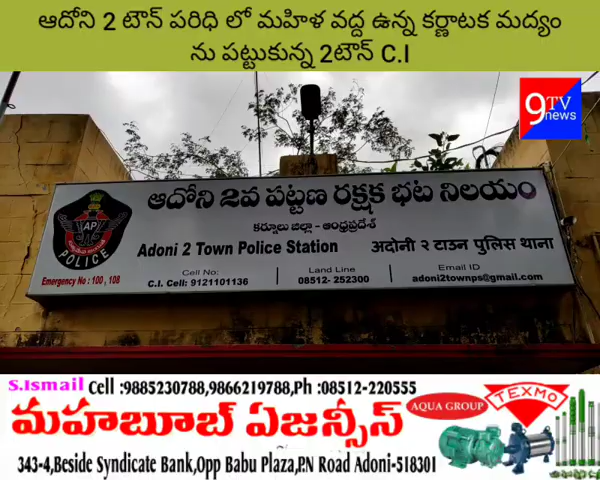 ఆదోని 2 టౌన్ పరిధి లో మహిళ వద్ద ఉన్న కర్ణాటక మద్యం
ను పట్టుకున్న 2టౌన్ C.I
9 TV
news
ఆదోని 2వ పట్టణ రక్షక భట నిలయం
కర్నూలు జిల్లా - ఆంధ్రప్రదేశ్
AP
POLICE
Adoni 2 Town Police Station
अदोनी २ टाउन पुलिस थाना
Emergency No : 100, 108
Cell No:
C.I. Cell: 9121101136
Land Line
08512- 252300
Email ID
adoni2townps@gmail.com
S.Ismail Cell :9885230788,9866219788,Ph :08512-220555
మహబూబ్ ఏజన్సీస్
AQUA GROUP
TEXMO
343-4,Beside Syndicate Bank,Opp Babu Plaza,P.N Road Adoni-518301